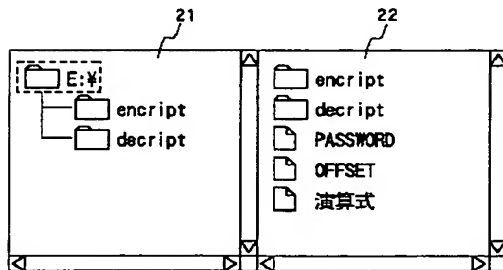 21
22
E:¥
encript
decript
encript
decript
PASSWORD
OFFSET
演算式